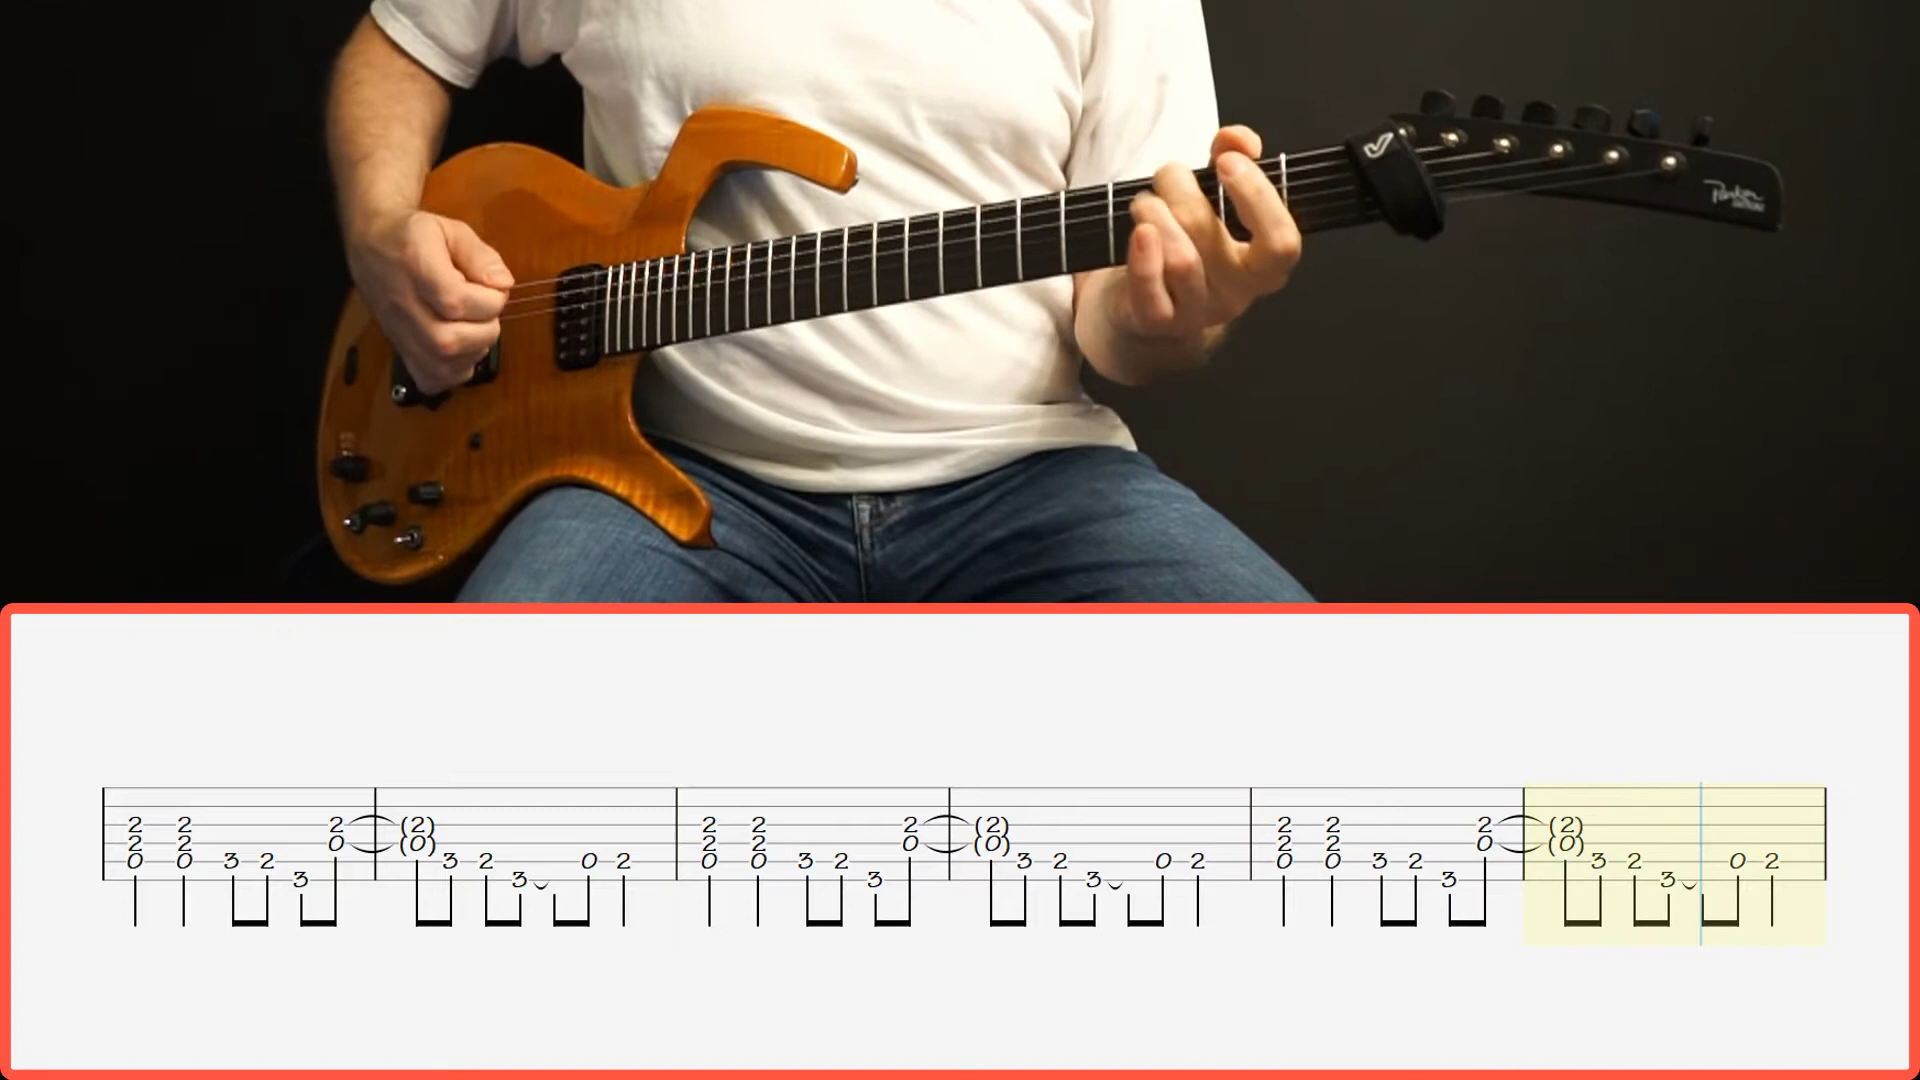 Parker
2 2 2 (2) 2 2 2 (2) 2 2 2 (2)
2 2 0 (0) 2 2 0 (0) 2 2 0 (0)
0 0 3 2 3 2 0 2 0 0 3 2 3 2 0 2 0 0 3 2 3 2 0 2
3 3 3 3 3 3